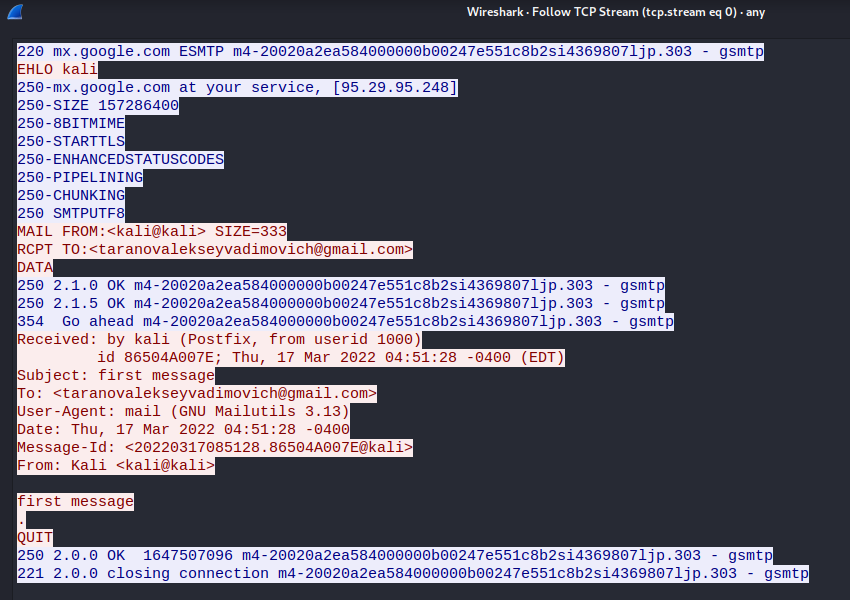 Wireshark · Follow TCP Stream (tcp.stream eq 0) · any
220 mx.google.com ESMTP m4-20020a2ea584000000b00247e551c8b2si4369807ljp.303 - gsmtp
EHLO kali
250-mx.google.com at your service, [95.29.95.248]
250-SIZE 157286400
250-8BITMIME
250-STARTTLS
250-ENHANCEDSTATUSCODES
250-PIPELINING
250-CHUNKING
250 SMTPUTF8
MAIL FROM:<kali@kali> SIZE=333
RCPT TO:<taranovalekseyvadimovich@gmail.com>
DATA
250 2.1.0 OK m4-20020a2ea584000000b00247e551c8b2si4369807ljp.303 - gsmtp
250 2.1.5 OK m4-20020a2ea584000000b00247e551c8b2si4369807ljp.303 - gsmtp
354  Go ahead m4-20020a2ea584000000b00247e551c8b2si4369807ljp.303 - gsmtp
Received: by kali (Postfix, from userid 1000)
id 86504A007E; Thu, 17 Mar 2022 04:51:28 -0400 (EDT)
Subject: first message
To: <taranovalekseyvadimovich@gmail.com>
User-Agent: mail (GNU Mailutils 3.13)
Date: Thu, 17 Mar 2022 04:51:28 -0400
Message-Id: <20220317085128.86504A007E@kali>
From: Kali <kali@kali>
first message
.
QUIT
250 2.0.0 OK  1647507096 m4-20020a2ea584000000b00247e551c8b2si4369807ljp.303 - gsmtp
221 2.0.0 closing connection m4-20020a2ea584000000b00247e551c8b2si4369807ljp.303 - gsmtp